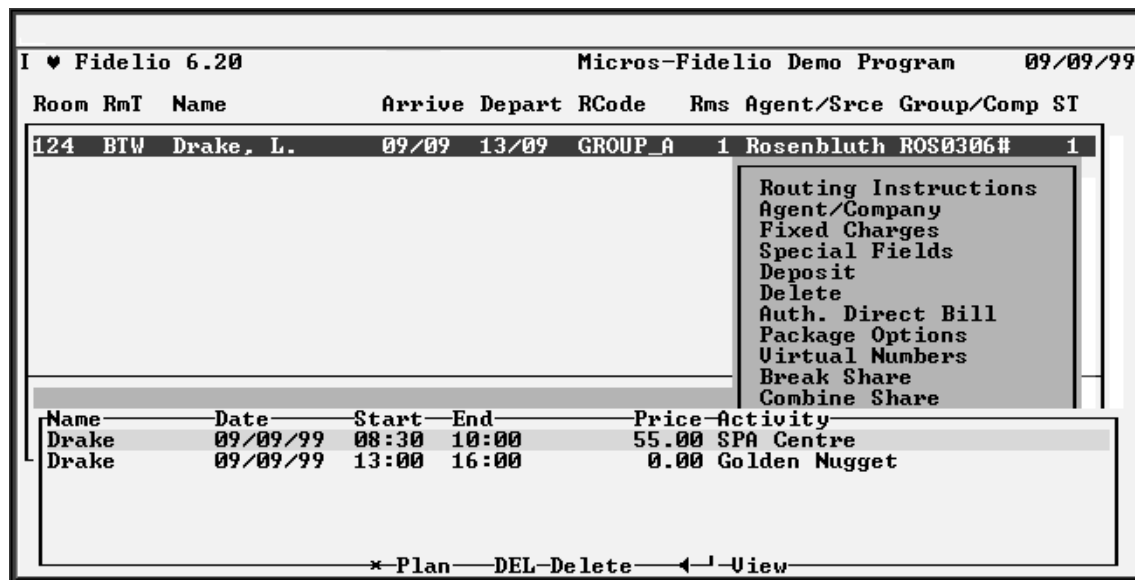 I ♥ Fidelio 6.20 Micros-Fidelio Demo Program 09/09/99
Room RmT Name Arrive Depart RCode Rms Agent/Srce Group/Comp ST
124 BTW Drake, L. 09/09 13/09 GROUP_A 1 Rosenbluth ROS0306# 1
Routing Instructions
Agent/Company
Fixed Charges
Special Fields
Deposit
Delete
Auth. Direct Bill
Package Options
Virtual Numbers
Break Share
Combine Share
Name Date Start End Price Activity
Drake 09/09/99 08:30 10:00 55.00 SPA Centre
Drake 09/09/99 13:00 16:00 0.00 Golden Nugget
× Plan DEL-Delete ◄┘-View